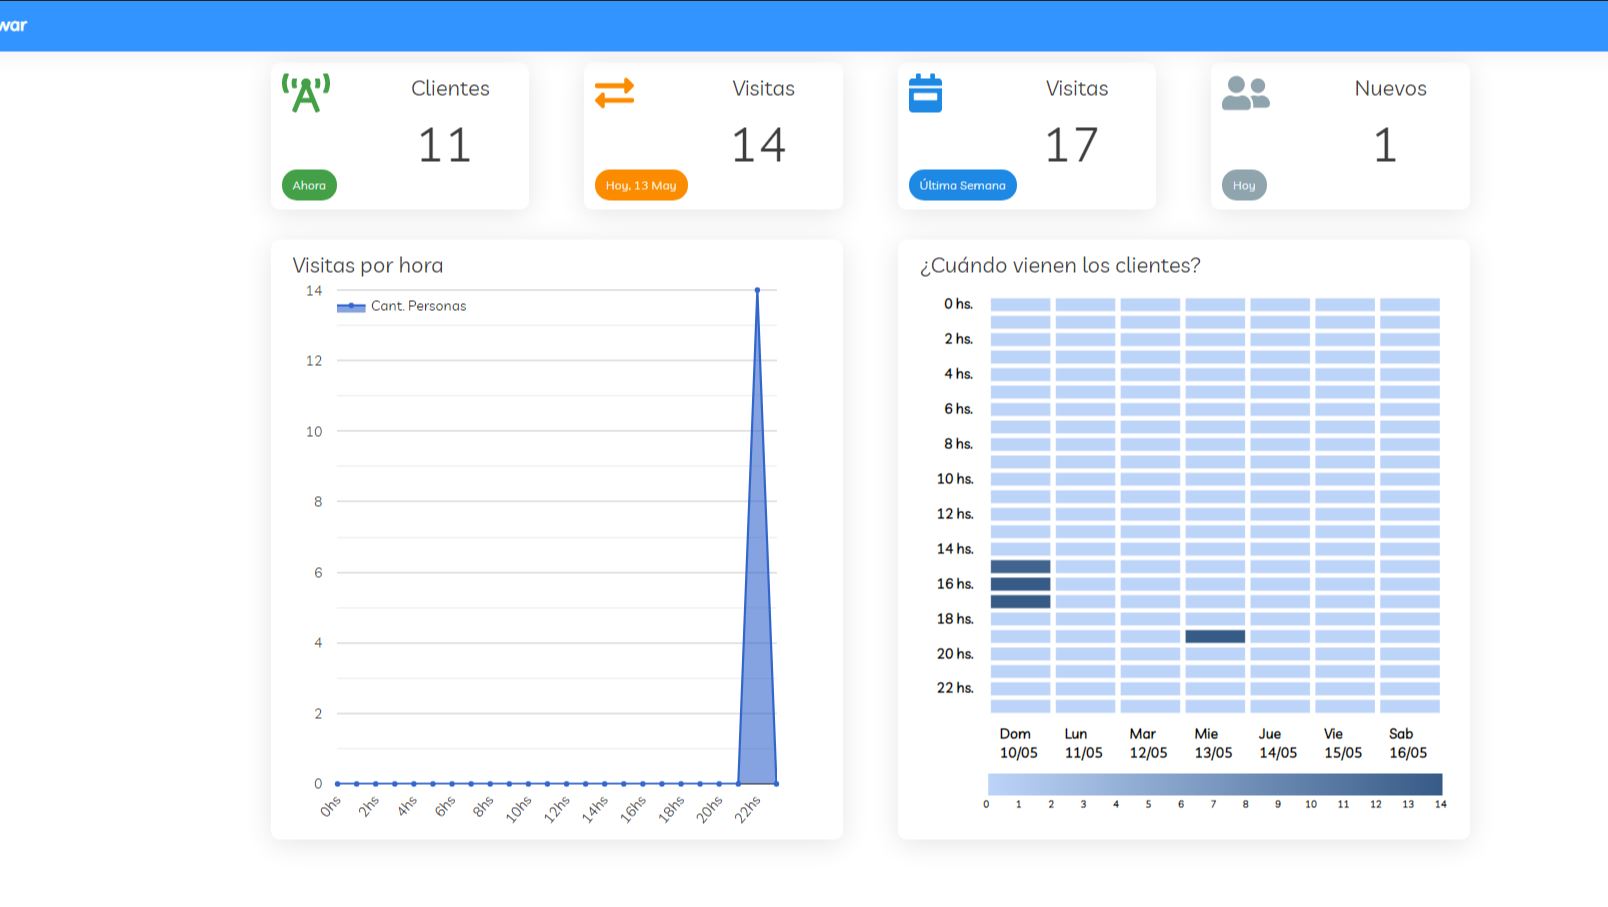 war
Clientes
11
Ahora
Visitas
14
Hoy, 13 May
Visitas
17
Última Semana
Nuevos
1
Hoy
Visitas por hora
Cant. Personas
14
12
10
8
6
4
2
0
0hs 2hs 4hs 6hs 8hs 10hs 12hs 14hs 16hs 18hs 20hs 22hs
¿Cuándo vienen los clientes?
0 hs.
2 hs.
4 hs.
6 hs.
8 hs.
10 hs.
12 hs.
14 hs.
16 hs.
18 hs.
20 hs.
22 hs.
Dom Lun Mar Mie Jue Vie Sab
10/05 11/05 12/05 13/05 14/05 15/05 16/05
0 1 2 3 4 5 6 7 8 9 10 11 12 13 14